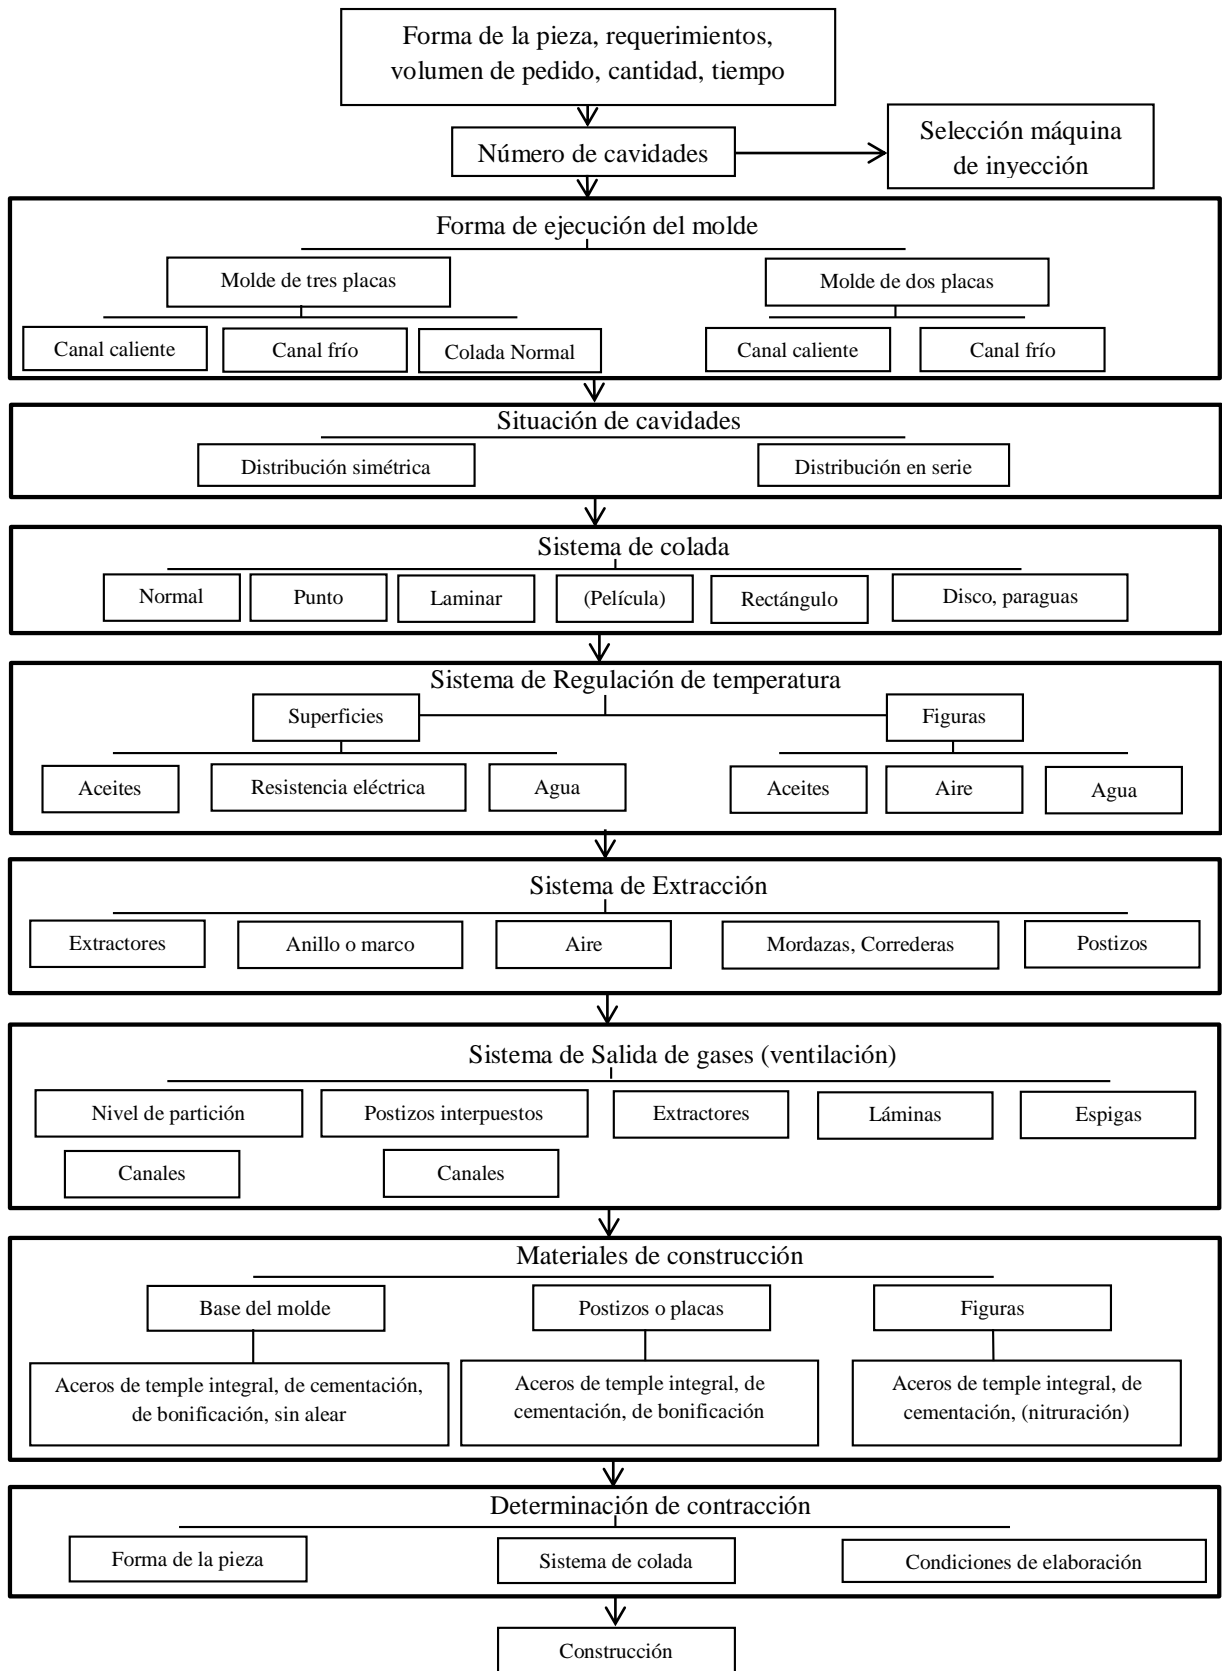 Forma de la pieza, requerimientos,
volumen de pedido, cantidad, tiempo
Número de cavidades
Selección máquina
de inyección
Forma de ejecución del molde
Molde de tres placas
Molde de dos placas
Canal caliente
Canal frío
Colada Normal
Canal caliente
Canal frío
Situación de cavidades
Distribución simétrica
Distribución en serie
Sistema de colada
Normal
Punto
Laminar
(Película)
Rectángulo
Disco, paraguas
Sistema de Regulación de temperatura
Superficies
Figuras
Aceites
Resistencia eléctrica
Agua
Aceites
Aire
Agua
Sistema de Extracción
Extractores
Anillo o marco
Aire
Mordazas, Correderas
Postizos
Sistema de Salida de gases (ventilación)
Nivel de partición
Postizos interpuestos
Extractores
Láminas
Espigas
Canales
Canales
Materiales de construcción
Base del molde
Postizos o placas
Figuras
Aceros de temple integral, de cementación,
de bonificación, sin alear
Aceros de temple integral, de
cementación, de bonificación
Aceros de temple integral, de
cementación, (nitruración)
Determinación de contracción
Forma de la pieza
Sistema de colada
Condiciones de elaboración
Construcción